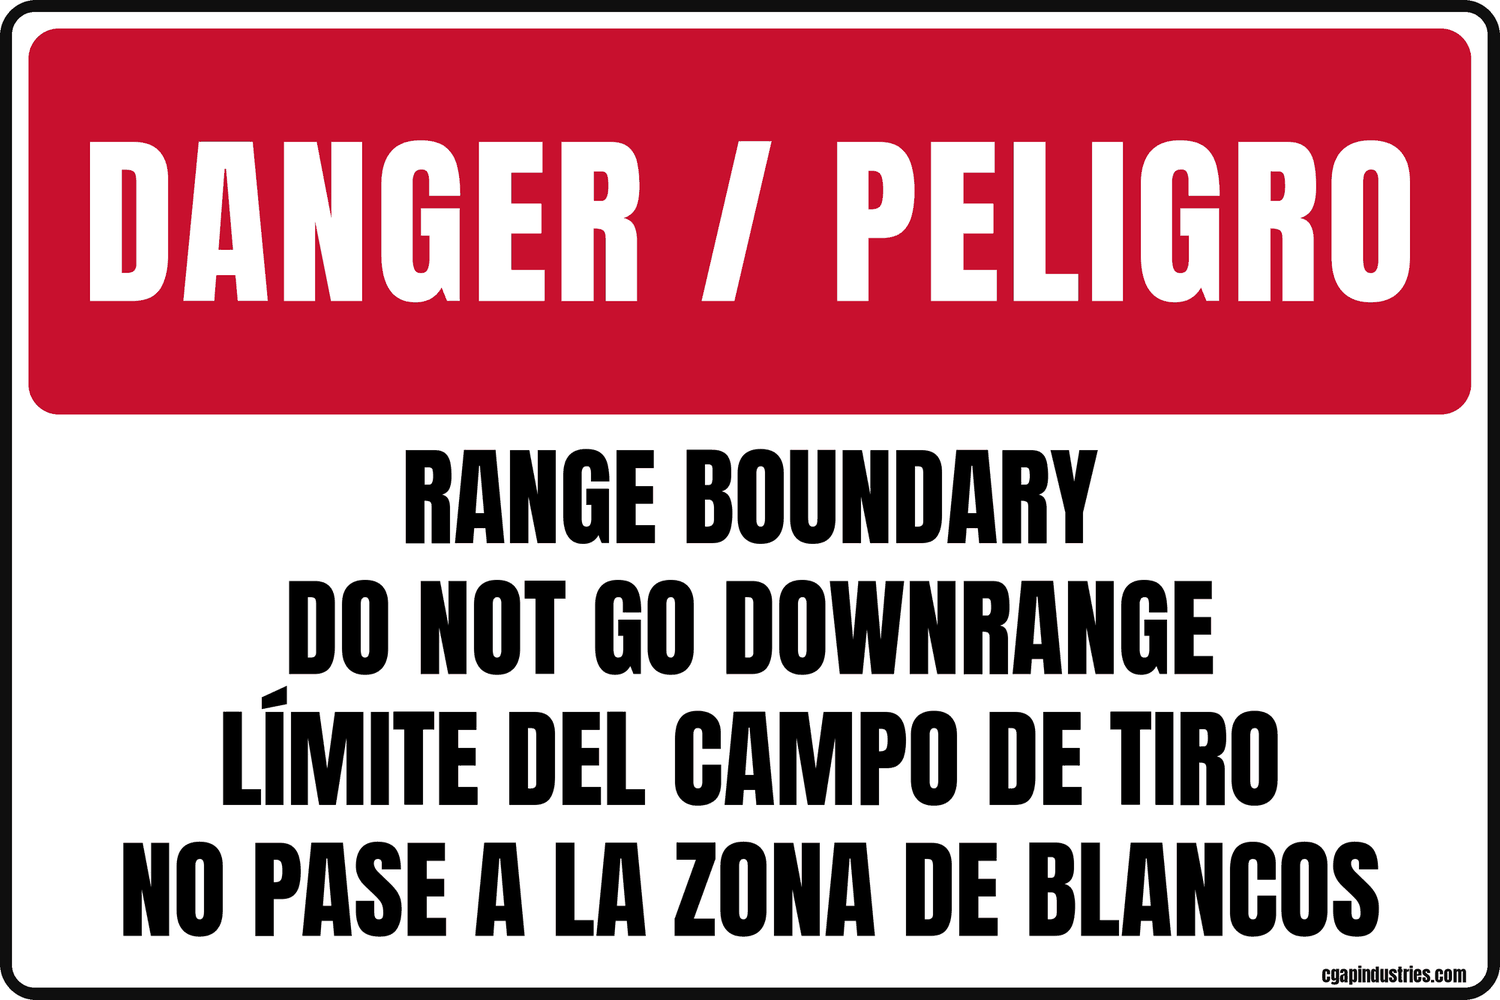 DANGER / PELIGRO
RANGE BOUNDARY
DO NOT GO DOWNRANGE
LÍMITE DEL CAMPO DE TIRO
NO PASE A LA ZONA DE BLANCOS
cgapindustries.com